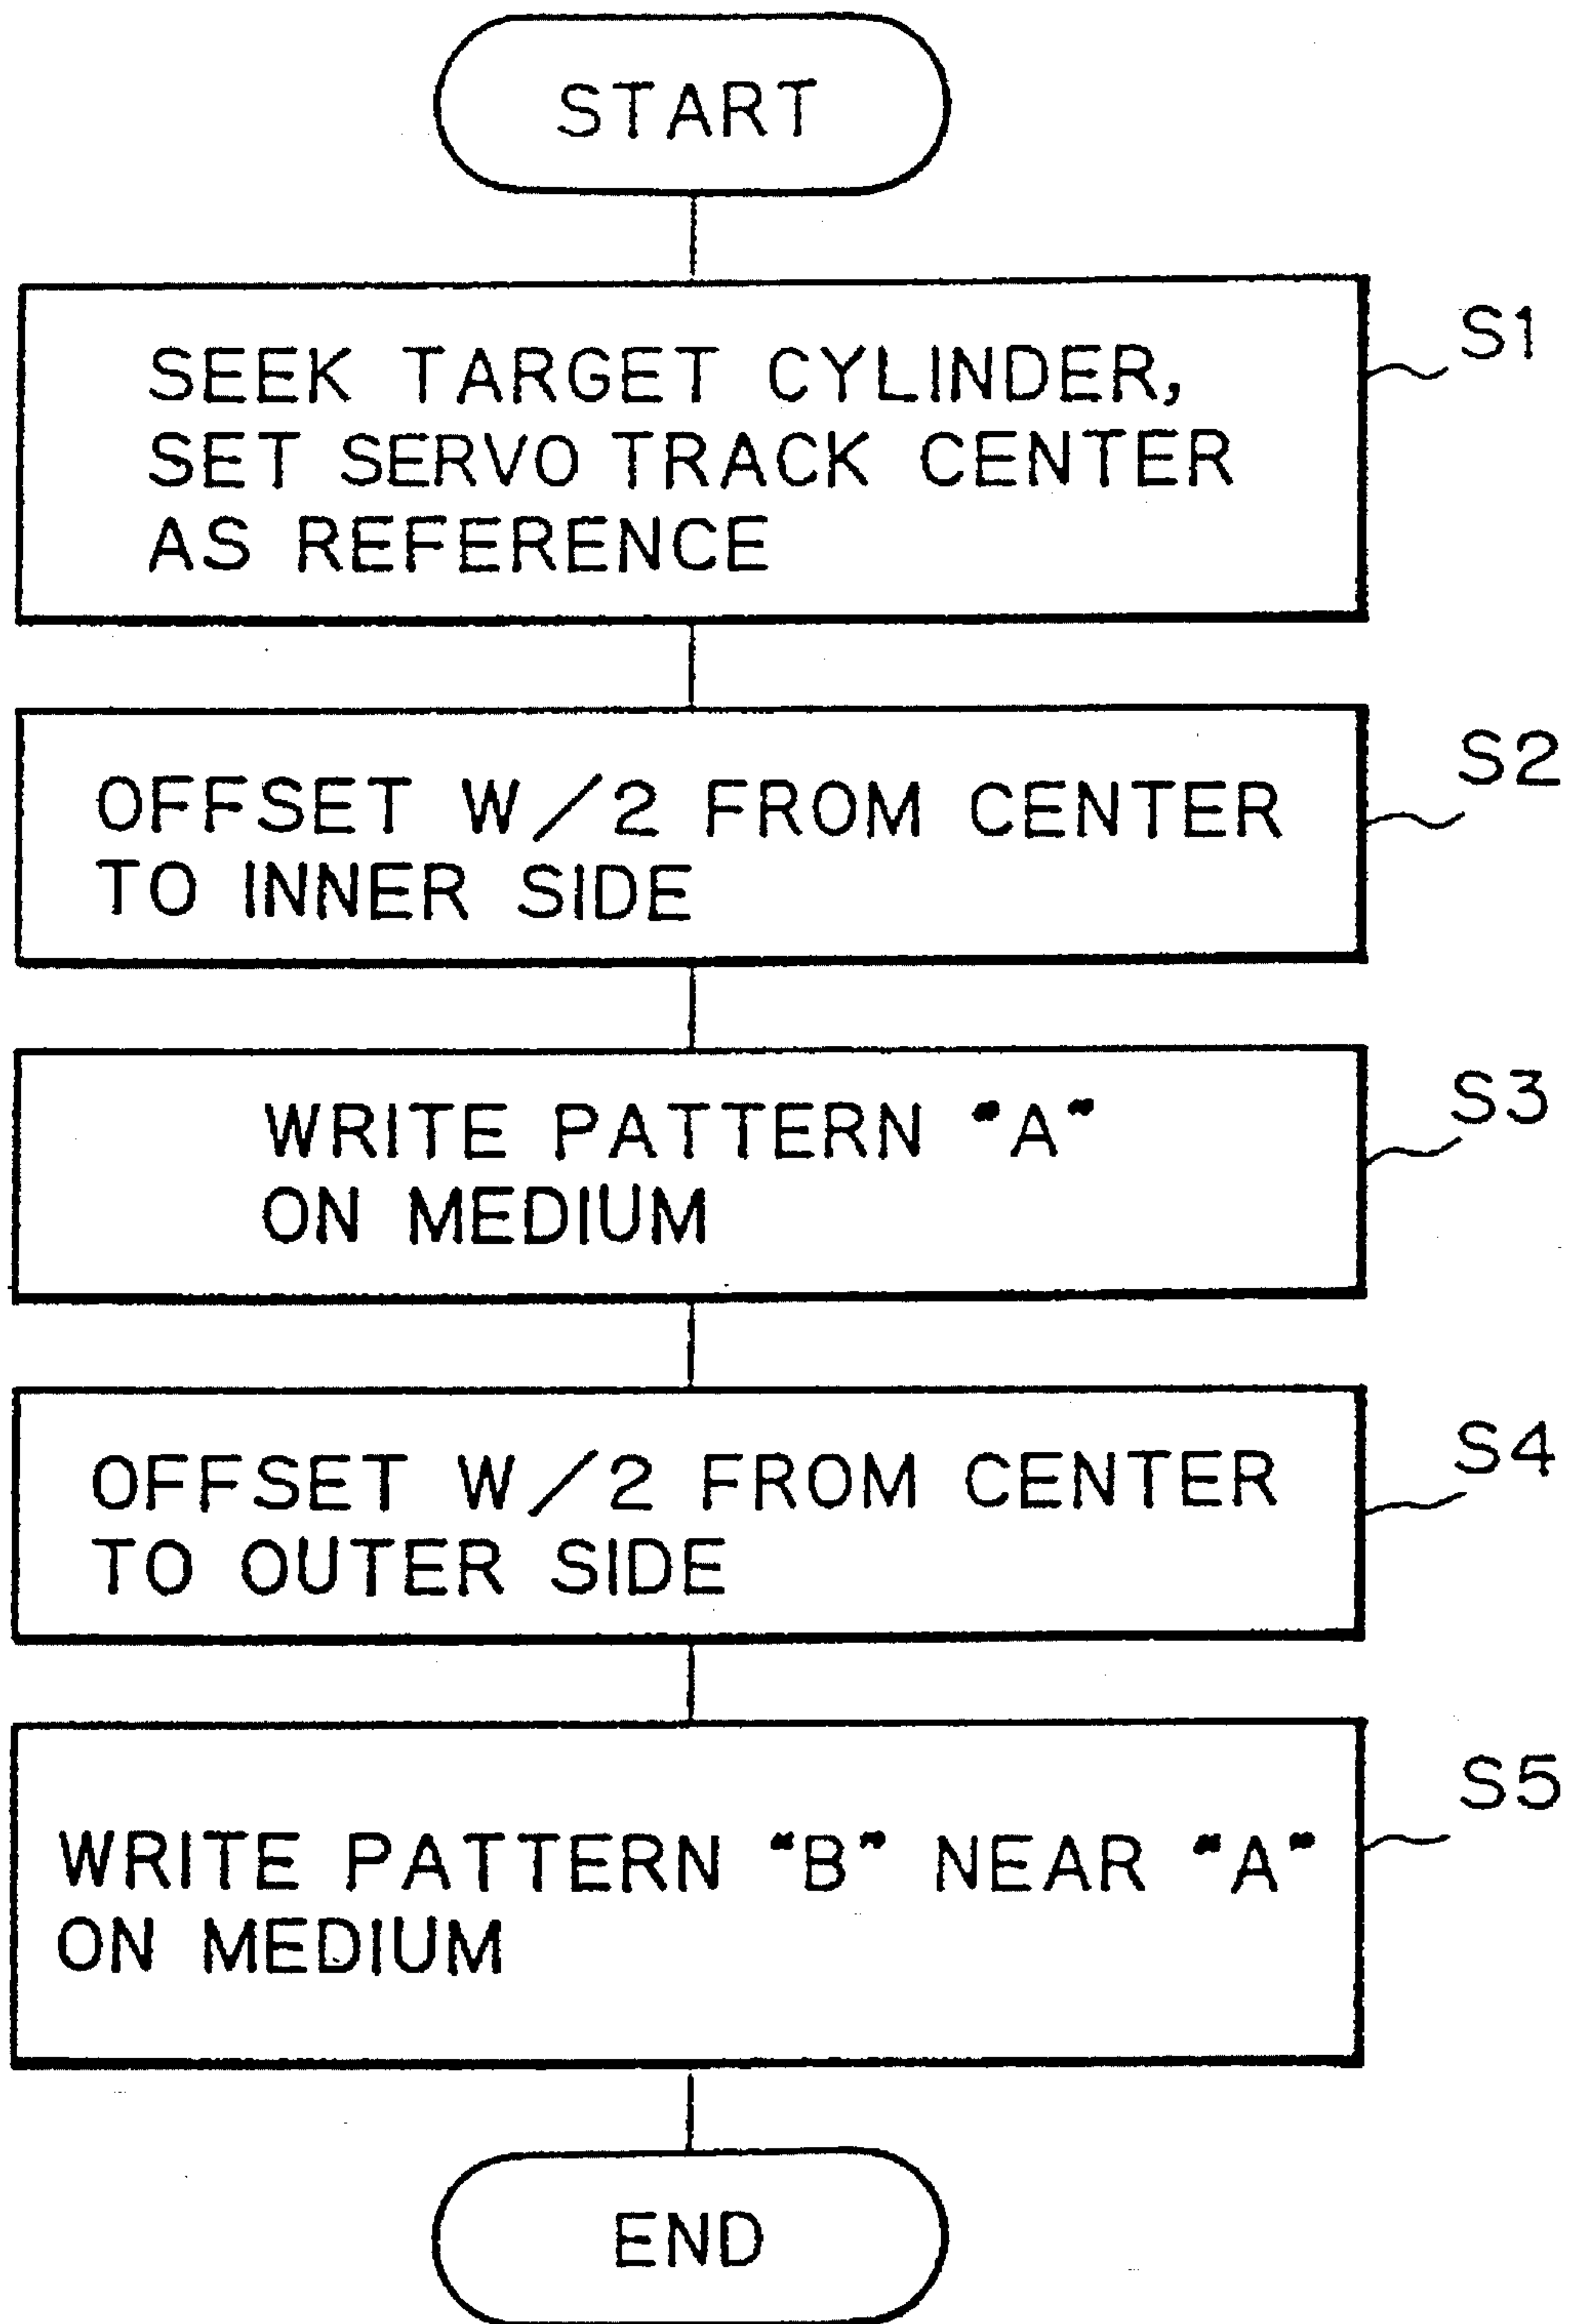 START
SEEK TARGET CYLINDER,
SET SERVO TRACK CENTER
AS REFERENCE
S1
OFFSET W/2 FROM CENTER
TO INNER SIDE
S2
WRITE PATTERN "A"
ON MEDIUM
S3
OFFSET W/2 FROM CENTER
TO OUTER SIDE
S4
WRITE PATTERN "B" NEAR "A"
ON MEDIUM
S5
END